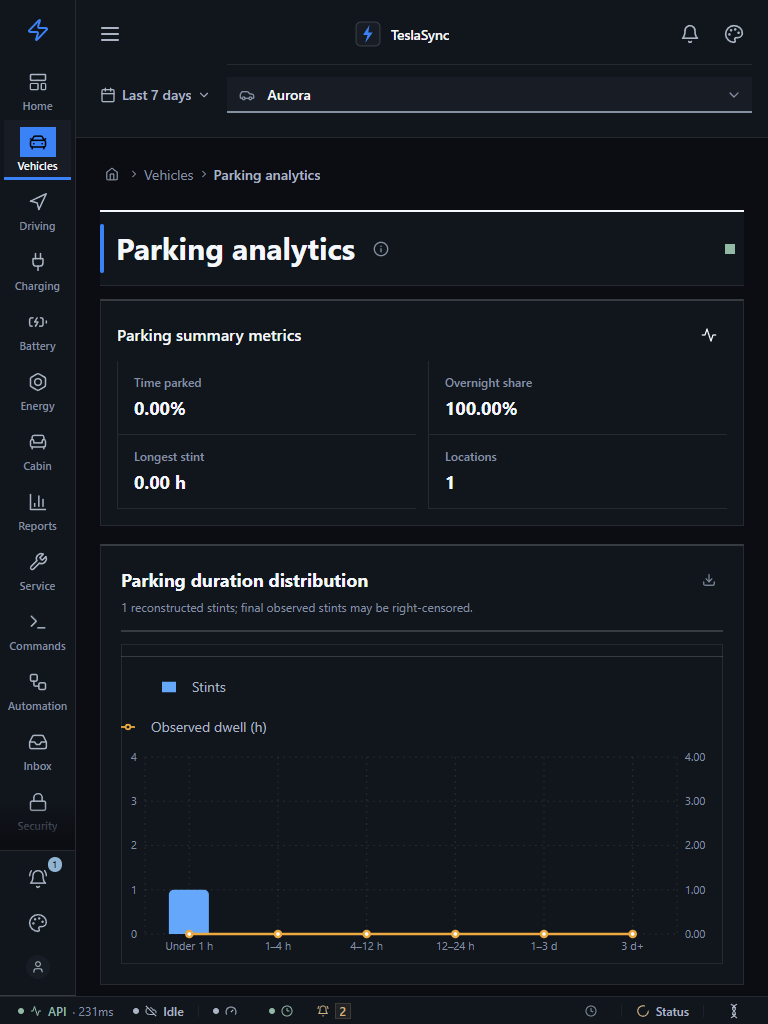 TeslaSync
Last 7 days
Aurora
Home
Vehicles
Driving
Charging
Battery
Energy
Cabin
Reports
Service
Commands
Automation
Inbox
Security
1
Vehicles
Parking analytics
Parking analytics
Parking summary metrics
Time parked
0.00%
Overnight share
100.00%
Longest stint
0.00 h
Locations
1
Parking duration distribution
1 reconstructed stints; final observed stints may be right-censored.
Stints
Observed dwell (h)
4 4.00
3 3.00
2 2.00
1 1.00
0 0.00
Under 1 h 1–4 h 4–12 h 12–24 h 1–3 d 3 d+
API · 231ms Idle 2 Status